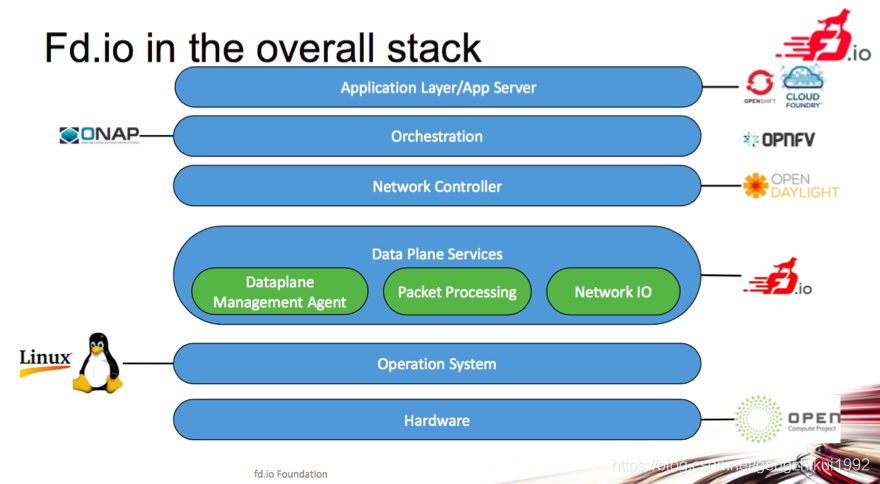 Fd.io in the overall stack
FD.io
Application Layer/App Server
OPENSHIFT
CLOUD
FOUNDRY
ONAP
Orchestration
OPNFV
Network Controller
OPEN
DAYLIGHT
Data Plane Services
Dataplane
Management Agent
Packet Processing
Network IO
FD.io
Linux
Operation System
Hardware
OPEN
Compute Project
fd.io Foundation
https://blog.csdn.net/gengzhikui1992